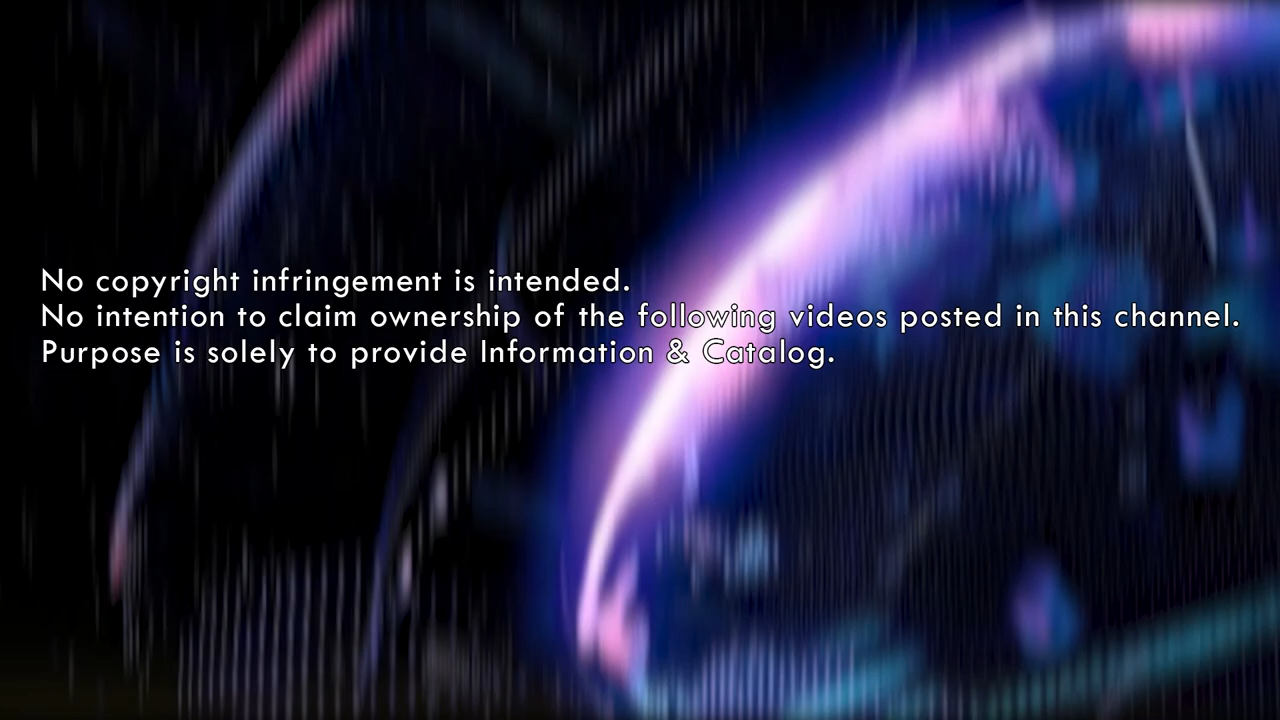 No copyright infringement is intended.
No intention to claim ownership of the following videos posted in this channel.
Purpose is solely to provide Information & Catalog.